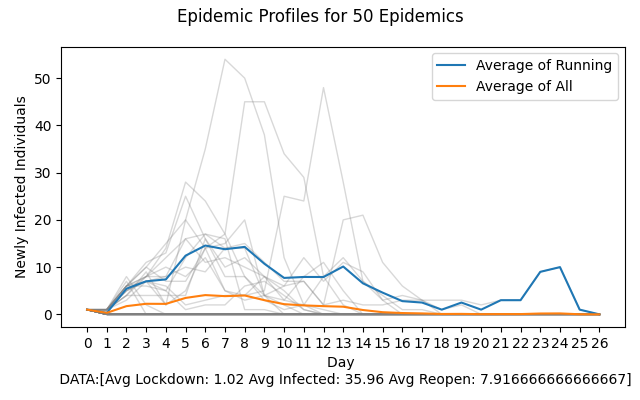 Epidemic Profiles for 50 Epidemics
Average of Running
Average of All
Newly Infected Individuals
50
40
30
20
10
0
0 1 2 3 4 5 6 7 8 9 10 11 12 13 14 15 16 17 18 19 20 21 22 23 24 25 26
Day
DATA:[Avg Lockdown: 1.02 Avg Infected: 35.96 Avg Reopen: 7.916666666666667]